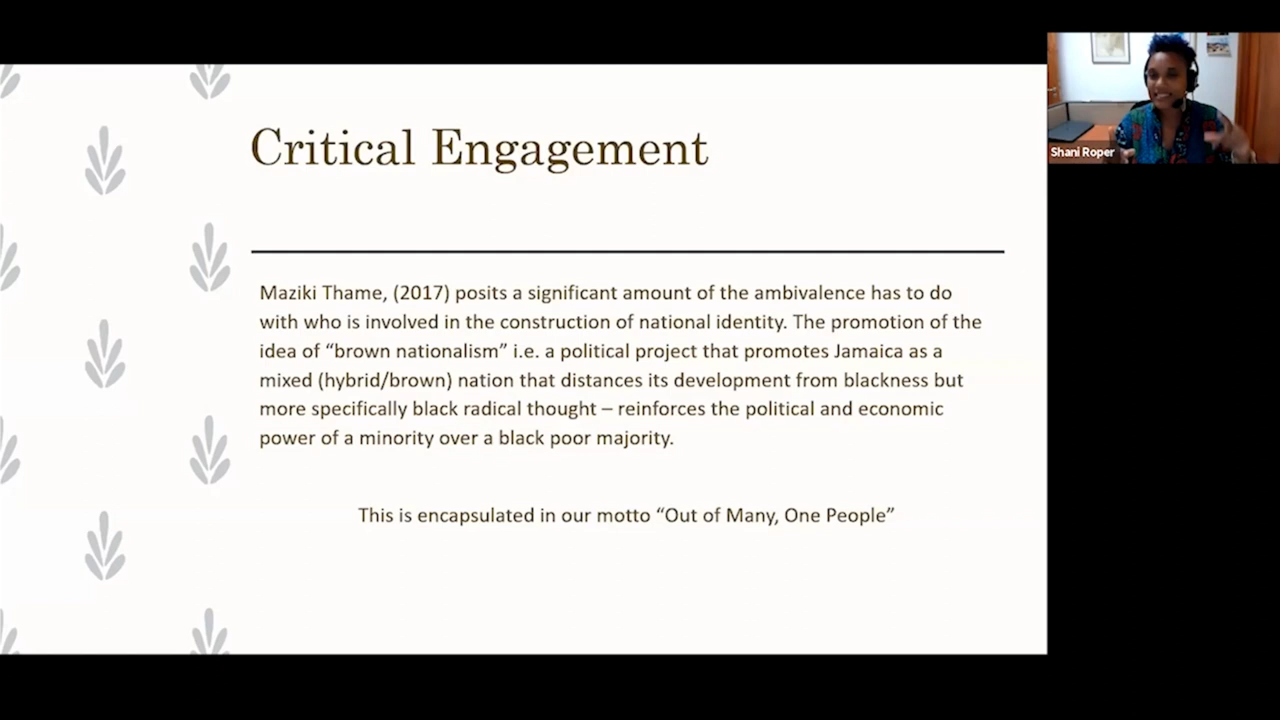 Critical Engagement
Maziki Thame, (2017) posits a significant amount of the ambivalence has to do
with who is involved in the construction of national identity. The promotion of the
idea of “brown nationalism” i.e. a political project that promotes Jamaica as a
mixed (hybrid/brown) nation that distances its development from blackness but
more specifically black radical thought – reinforces the political and economic
power of a minority over a black poor majority.
This is encapsulated in our motto “Out of Many, One People”
Shani Roper